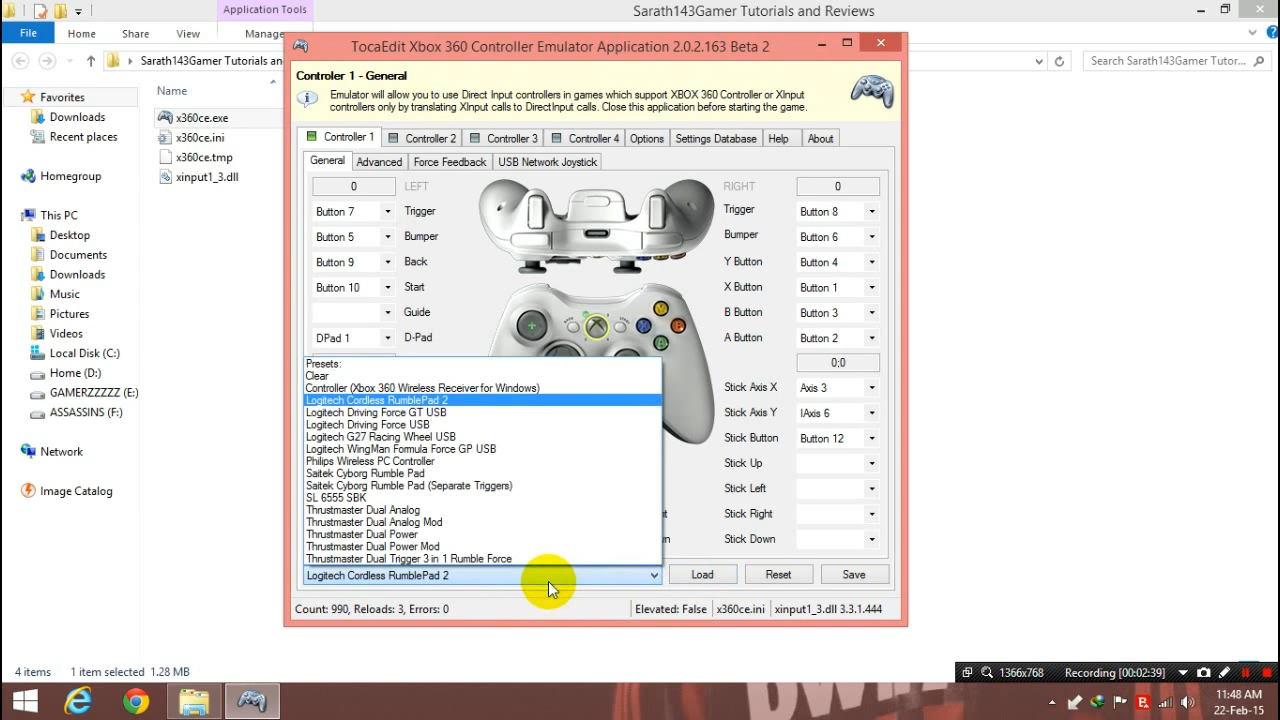 Application Tools
Sarath143Gamer Tutorials and Reviews
File
Home
Share
View
Manage
Sarath143Gamer Tutorials and
Search Sarath143Gamer Tutor...
Favorites
Downloads
Recent places
Homegroup
This PC
Desktop
Documents
Downloads
Music
Pictures
Videos
Local Disk (C:)
Home (D:)
GAMERZZZZZ (E:)
ASSASSINS (F:)
Network
Image Catalog
Name
x360ce.exe
x360ce.ini
x360ce.tmp
xinput1_3.dll
TocaEdit Xbox 360 Controller Emulator Application 2.0.2.163 Beta 2
Controler 1 - General
Emulator will allow you to use Direct Input controllers in games which support XBOX 360 Controller or XInput
controllers only by translating XInput calls to DirectInput calls. Close this application before starting the game.
Controller 1
Controller 2
Controller 3
Controller 4
Options
Settings Database
Help
About
General
Advanced
Force Feedback
USB Network Joystick
0
LEFT
RIGHT
0
Button 7
Trigger
Trigger
Button 8
Button 5
Bumper
Bumper
Button 6
Button 9
Back
Y Button
Button 4
Button 10
Start
X Button
Button 1
Guide
B Button
Button 3
DPad 1
D-Pad
A Button
Button 2
0;0
Stick Axis X
Axis 3
Stick Axis Y
IAxis 6
Stick Button
Button 12
Stick Up
Stick Left
Stick Right
Stick Down
Presets:
Clear
Controller (Xbox 360 Wireless Receiver for Windows)
Logitech Cordless RumblePad 2
Logitech Driving Force GT USB
Logitech Driving Force USB
Logitech G27 Racing Wheel USB
Logitech WingMan Formula Force GP USB
Philips Wireless PC Controller
Saitek Cyborg Rumble Pad
Saitek Cyborg Rumble Pad (Separate Triggers)
SL 6555 SBK
Thrustmaster Dual Analog
Thrustmaster Dual Analog Mod
Thrustmaster Dual Power
Thrustmaster Dual Power Mod
Thrustmaster Dual Trigger 3 in 1 Rumble Force
Logitech Cordless RumblePad 2
Load
Reset
Save
Count: 990, Reloads: 3, Errors: 0
Elevated: False
x360ce.ini
xinput1_3.dll 3.3.1.444
4 items
1 item selected 1.28 MB
1366x768
Recording [00:02:39]
11:48 AM
22-Feb-15